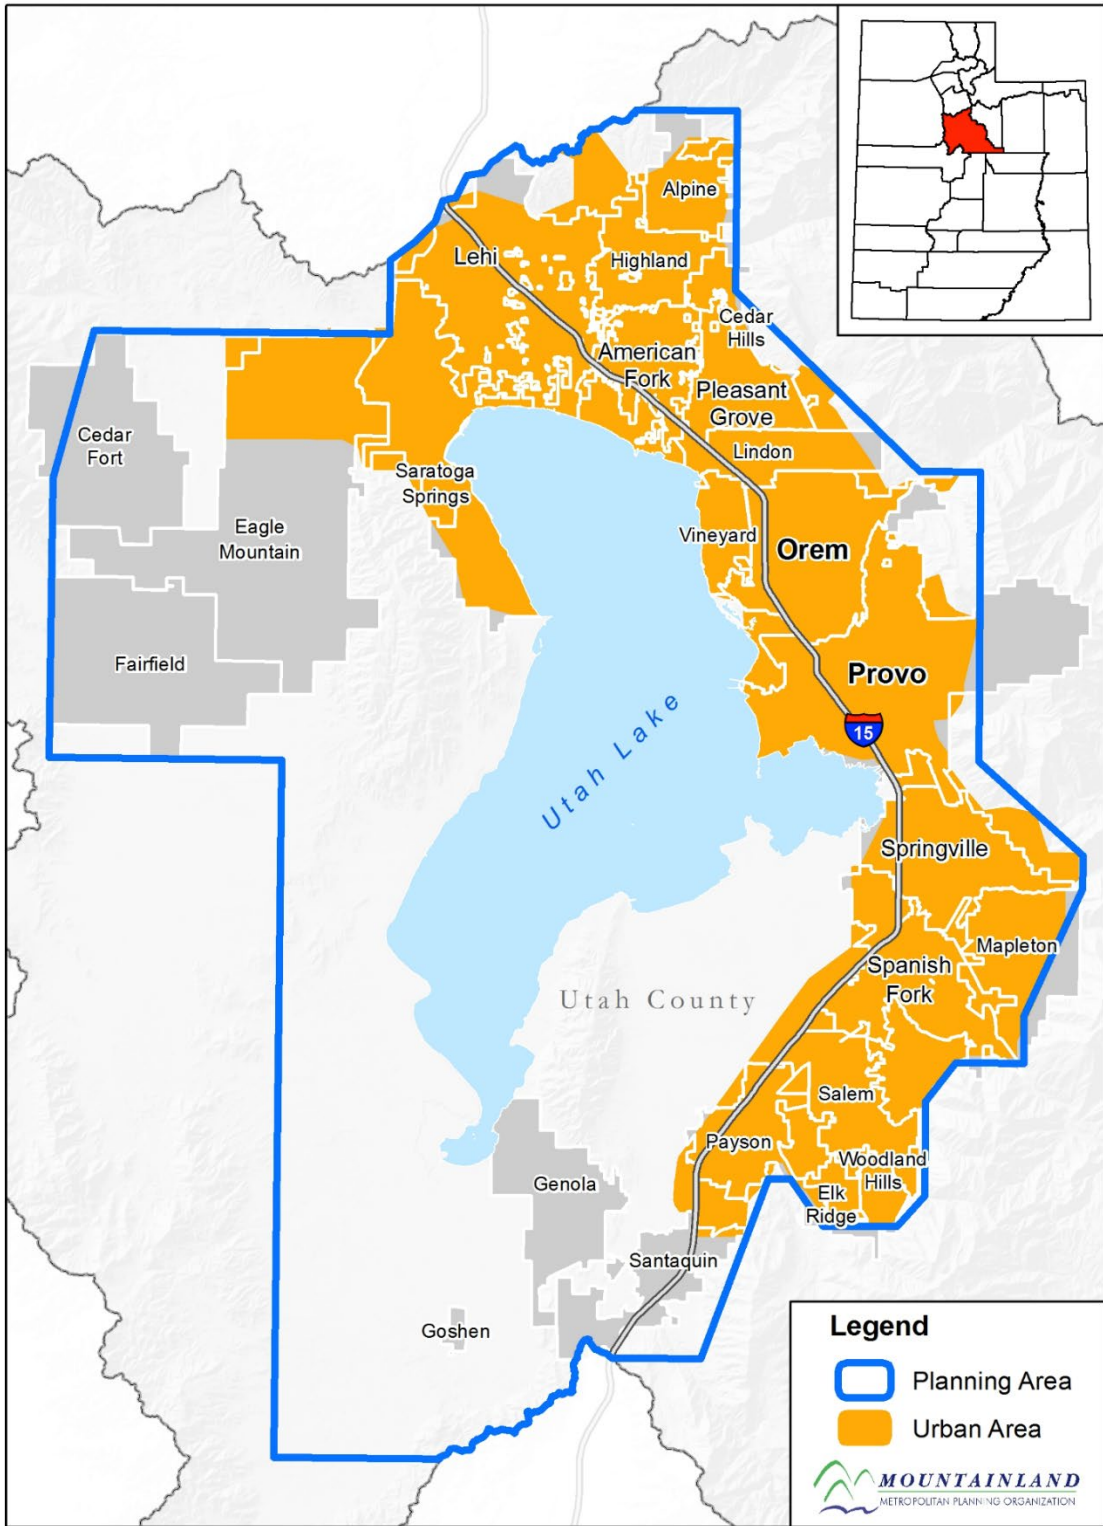 Alpine
Lehi
Highland
Cedar
Hills
American
Fork
Pleasant
Grove
Cedar
Fort
Lindon
Saratoga
Springs
Eagle
Mountain
Vineyard
Orem
Fairfield
Provo
15
Utah Lake
Springville
Mapleton
Spanish
Fork
Utah County
Salem
Payson
Woodland
Hills
Elk
Ridge
Genola
Santaquin
Goshen
Legend
Planning Area
Urban Area
MOUNTAINLAND
METROPOLITAN PLANNING ORGANIZATION